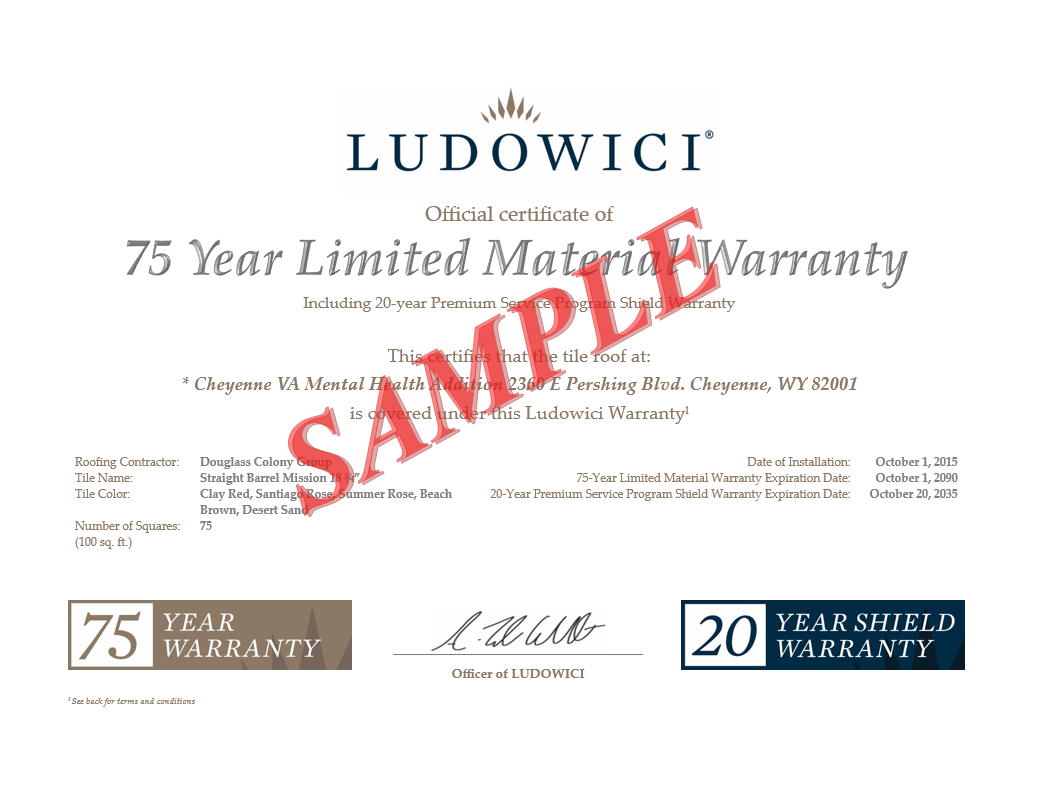 LUDOWICI®
Official certificate of
75 Year Limited Material Warranty
Including 20-year Premium Service Program Shield Warranty
This certifies that the tile roof at:
* Cheyenne VA Mental Health Addition 2360 E Pershing Blvd. Cheyenne, WY 82001
is covered under this Ludowici Warranty¹
SAMPLE
Roofing Contractor: Douglass Colony Group
Tile Name: Straight Barrel Mission 18 ¾”
Tile Color: Clay Red, Santiago Rose, Summer Rose, Beach
Brown, Desert Sand
Number of Squares: 75
(100 sq. ft.)
Date of Installation: October 1, 2015
75-Year Limited Material Warranty Expiration Date: October 1, 2090
20-Year Premium Service Program Shield Warranty Expiration Date: October 20, 2035
75 YEAR
WARRANTY
Officer of LUDOWICI
20 YEAR SHIELD
WARRANTY
¹See back for terms and conditions